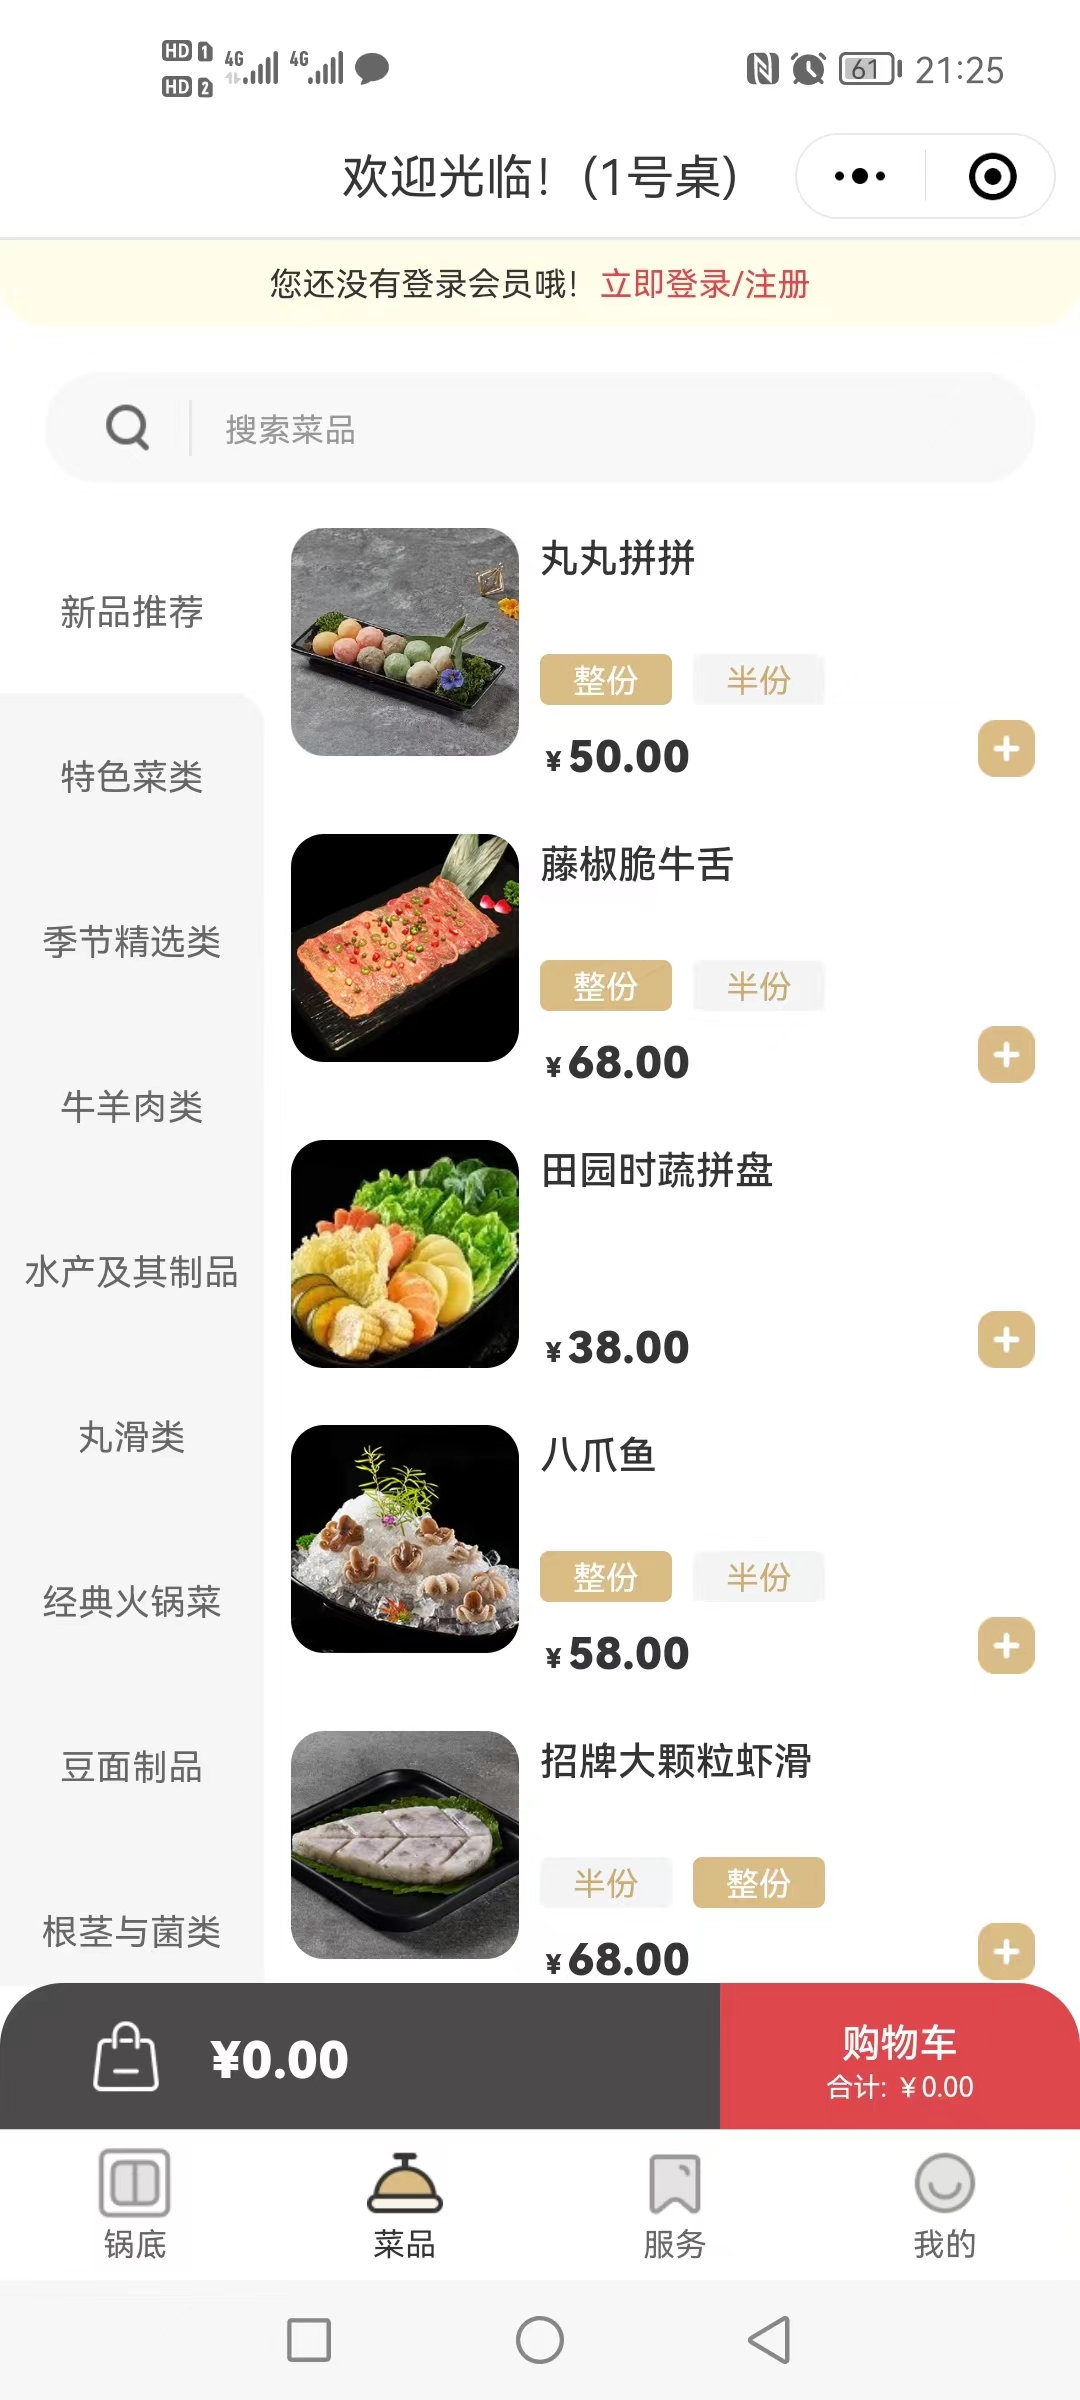 HD 1 4G 4G 61 21:25
HD 2
欢迎光临！(1号桌)
您还没有登录会员哦！ 立即登录/注册
搜索菜品
新品推荐
特色菜类
季节精选类
牛羊肉类
水产及其制品
丸滑类
经典火锅菜
豆面制品
根茎与菌类
丸丸拼拼
整份 半份
¥50.00
藤椒脆牛舌
整份 半份
¥68.00
田园时蔬拼盘
¥38.00
八爪鱼
整份 半份
¥58.00
招牌大颗粒虾滑
半份 整份
¥68.00
¥0.00
购物车
合计: ¥0.00
锅底 菜品 服务 我的